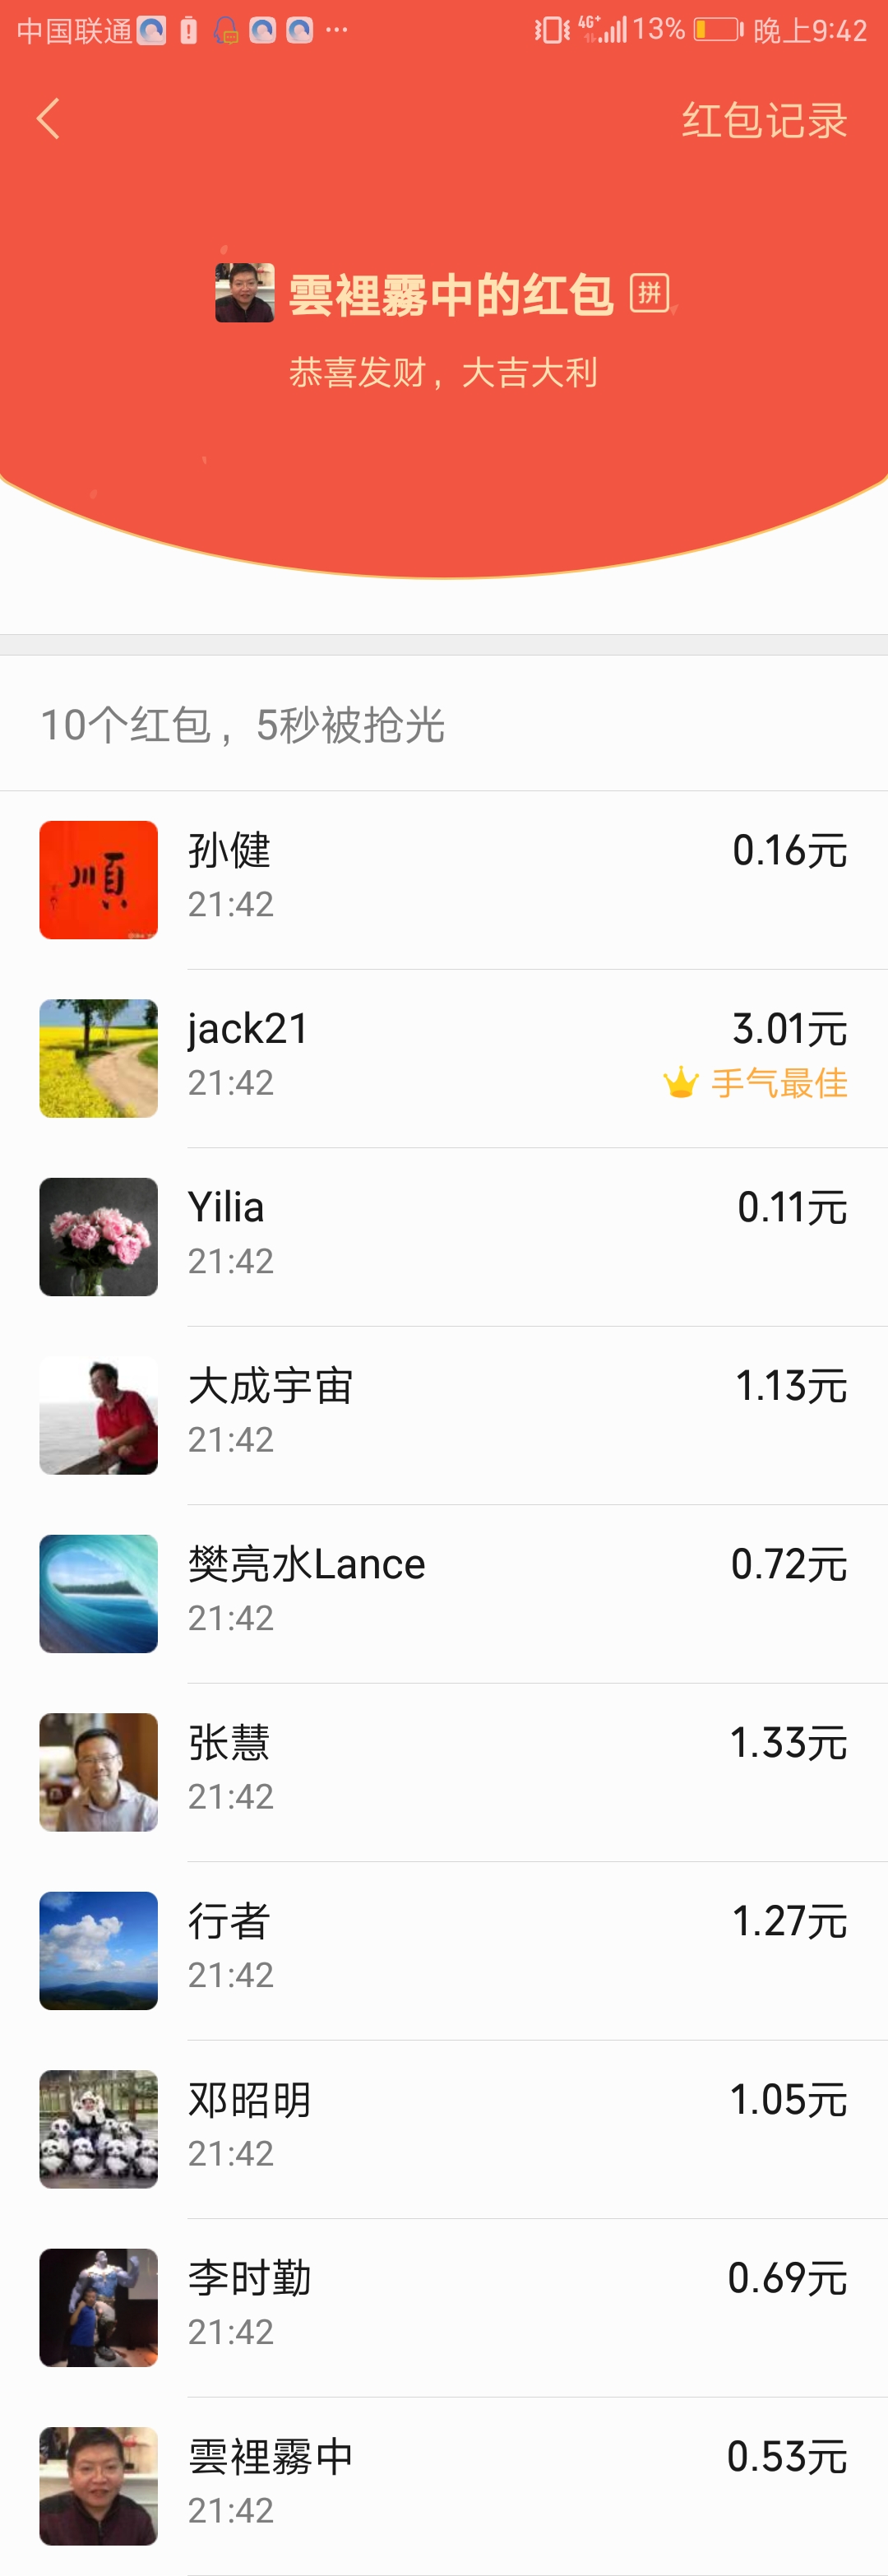 中国联通 4G+ 13% 晚上9:42
红包记录
雲裡霧中的红包 拼
恭喜发财，大吉大利
10个红包，5秒被抢光
順
孙健 0.16元
21:42
jack21 3.01元
21:42 手气最佳
Yilia 0.11元
21:42
大成宇宙 1.13元
21:42
樊亮水Lance 0.72元
21:42
张慧 1.33元
21:42
行者 1.27元
21:42
邓昭明 1.05元
21:42
李时勤 0.69元
21:42
雲裡霧中 0.53元
21:42